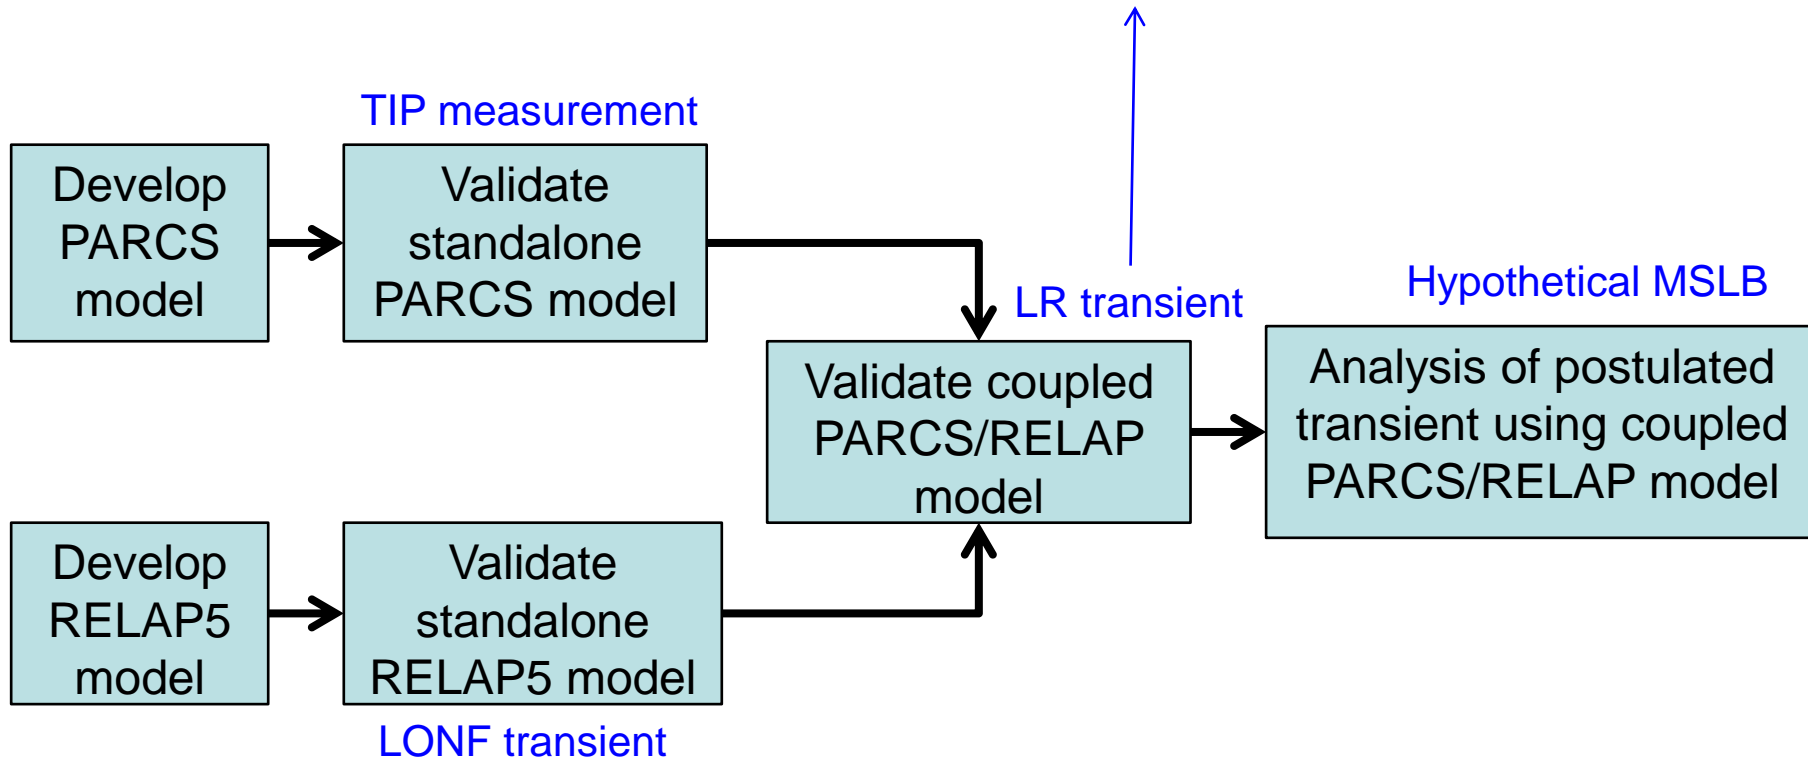 TIP measurement
Develop
PARCS
model
Validate
standalone
PARCS model
LR transient
Hypothetical MSLB
Validate coupled
PARCS/RELAP
model
Analysis of postulated
transient using coupled
PARCS/RELAP model
Develop
RELAP5
model
Validate
standalone
RELAP5 model
LONF transient